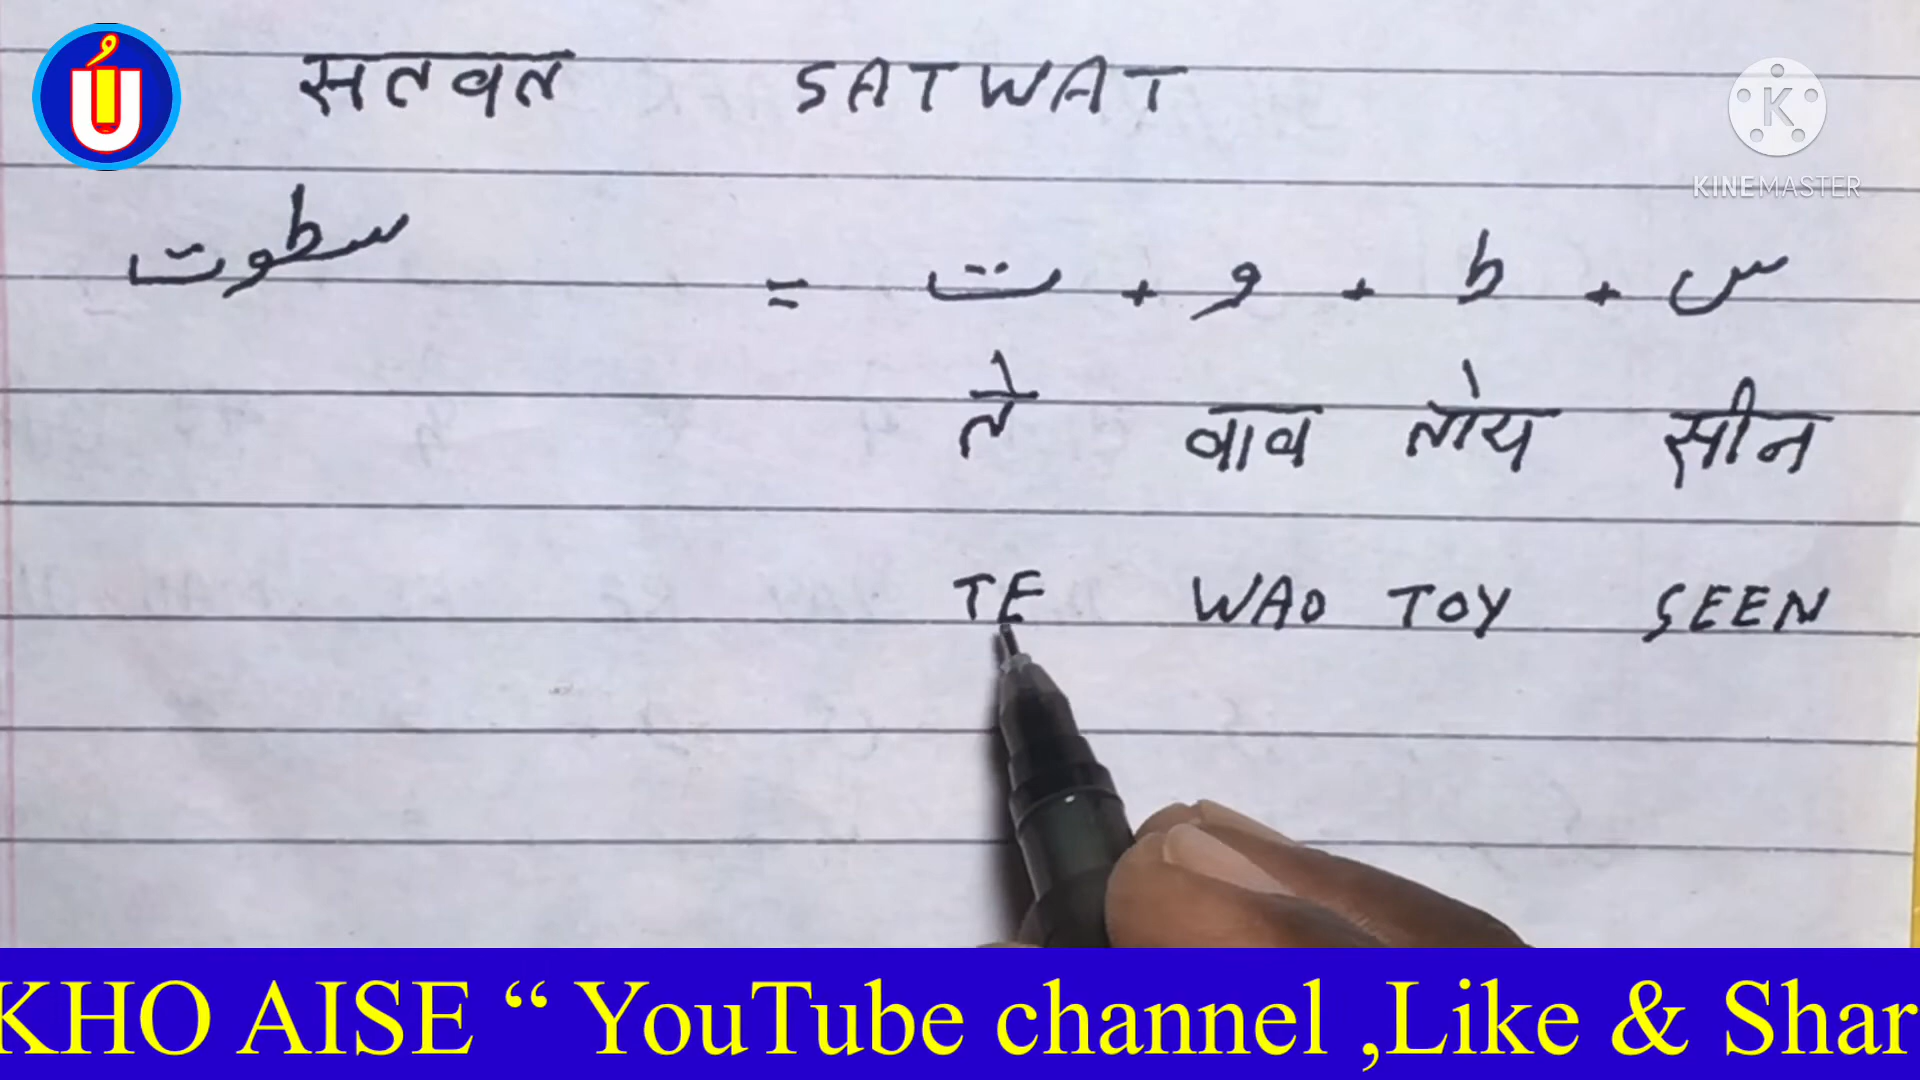 सतवत SATWAT
KINEMASTER
سطوت = ت + و + ط + س
ते वाव तोय सीन
TE WAO TOY SEEN
KHO AISE “ YouTube channel ,Like & Shar